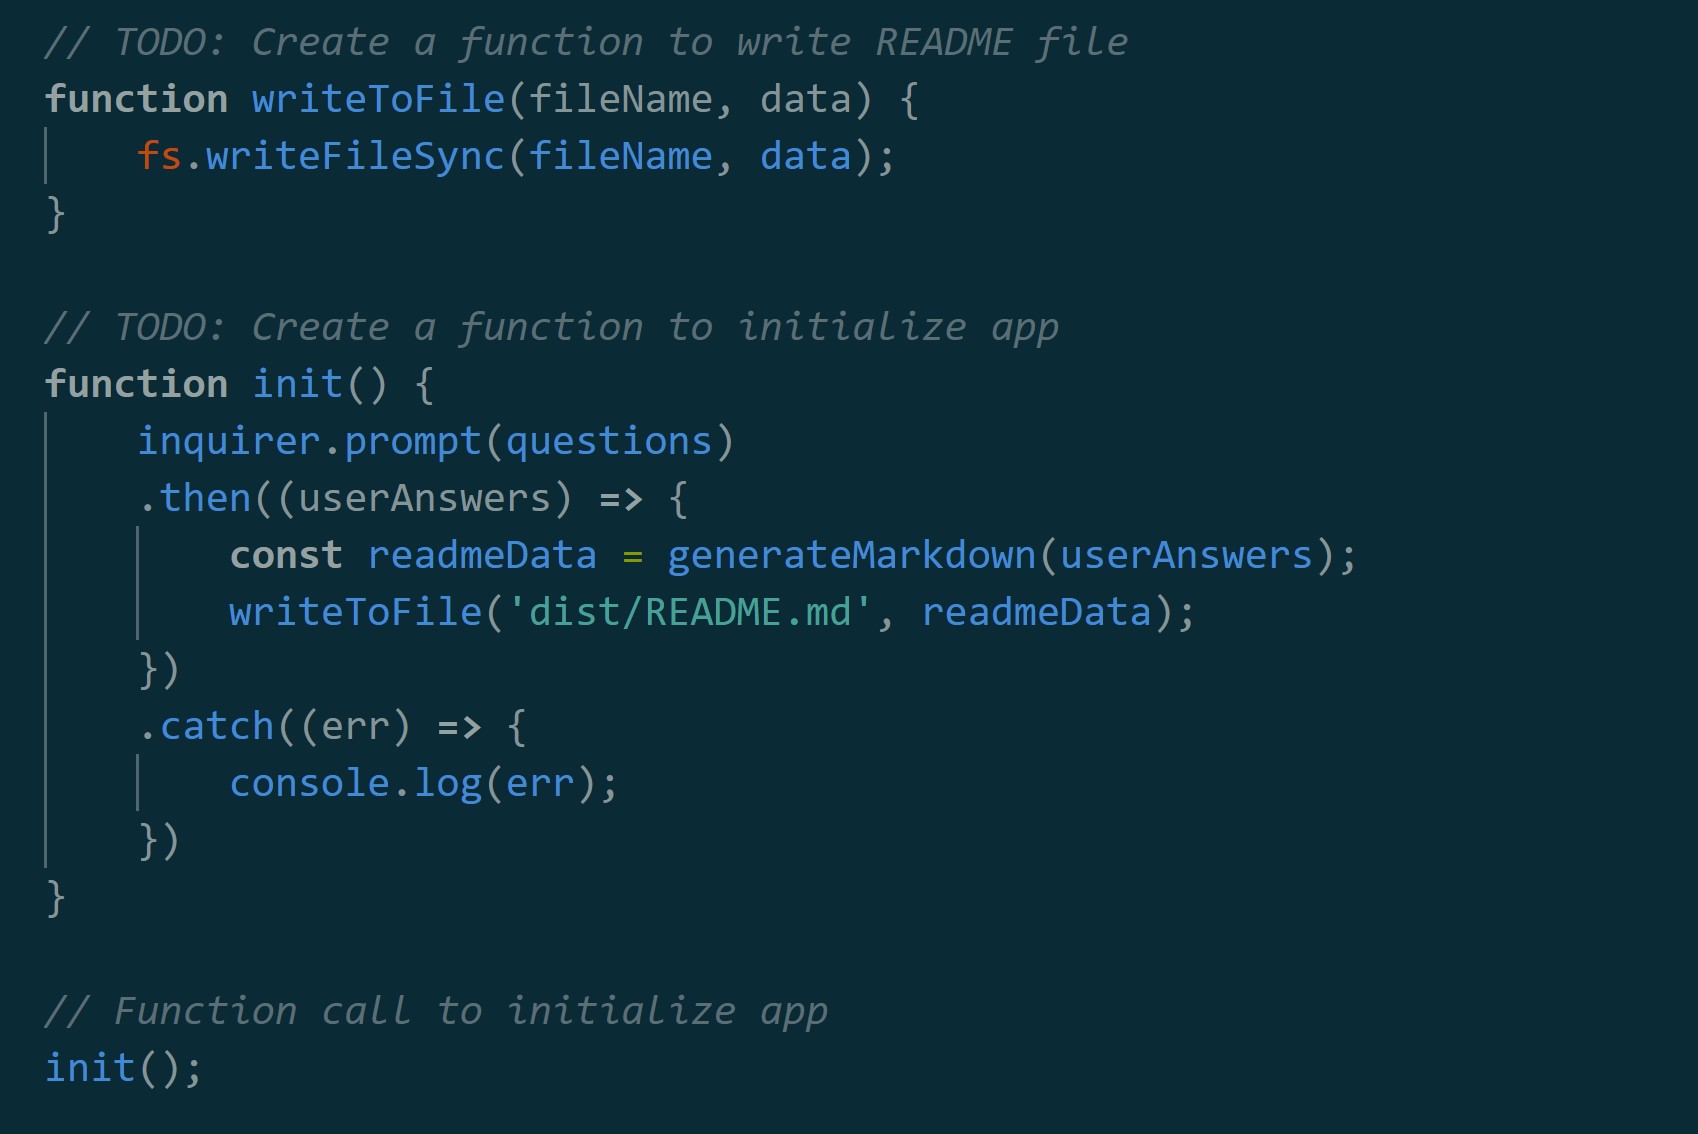 // TODO: Create a function to write README file
function writeToFile(fileName, data) {
    fs.writeFileSync(fileName, data);
}

// TODO: Create a function to initialize app
function init() {
    inquirer.prompt(questions)
    .then((userAnswers) => {
        const readmeData = generateMarkdown(userAnswers);
        writeToFile('dist/README.md', readmeData);
    })
    .catch((err) => {
        console.log(err);
    })
}

// Function call to initialize app
init();